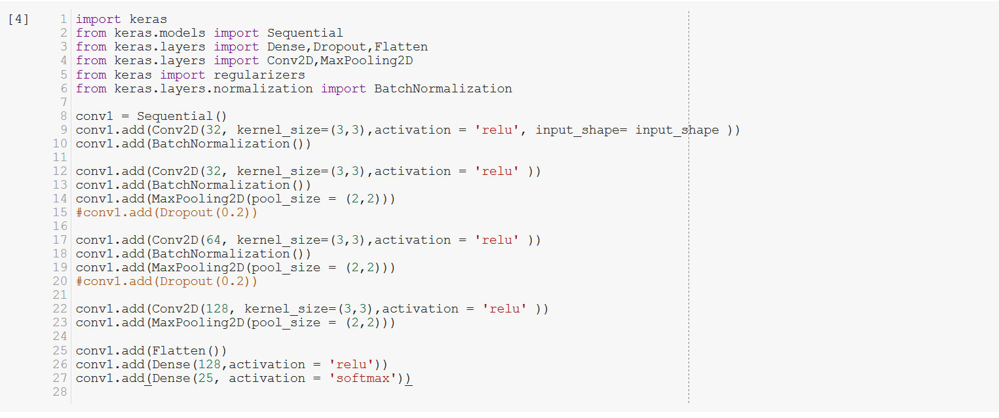 [4] 1 import keras
2 from keras.models import Sequential
3 from keras.layers import Dense,Dropout,Flatten
4 from keras.layers import Conv2D,MaxPooling2D
5 from keras import regularizers
6 from keras.layers.normalization import BatchNormalization
7
8 conv1 = Sequential()
9 conv1.add(Conv2D(32, kernel_size=(3,3),activation = 'relu', input_shape= input_shape ))
10 conv1.add(BatchNormalization())
11
12 conv1.add(Conv2D(32, kernel_size=(3,3),activation = 'relu' ))
13 conv1.add(BatchNormalization())
14 conv1.add(MaxPooling2D(pool_size = (2,2)))
15 #conv1.add(Dropout(0.2))
16
17 conv1.add(Conv2D(64, kernel_size=(3,3),activation = 'relu' ))
18 conv1.add(BatchNormalization())
19 conv1.add(MaxPooling2D(pool_size = (2,2)))
20 #conv1.add(Dropout(0.2))
21
22 conv1.add(Conv2D(128, kernel_size=(3,3),activation = 'relu' ))
23 conv1.add(MaxPooling2D(pool_size = (2,2)))
24
25 conv1.add(Flatten())
26 conv1.add(Dense(128,activation = 'relu'))
27 conv1.add(Dense(25, activation = 'softmax'))
28